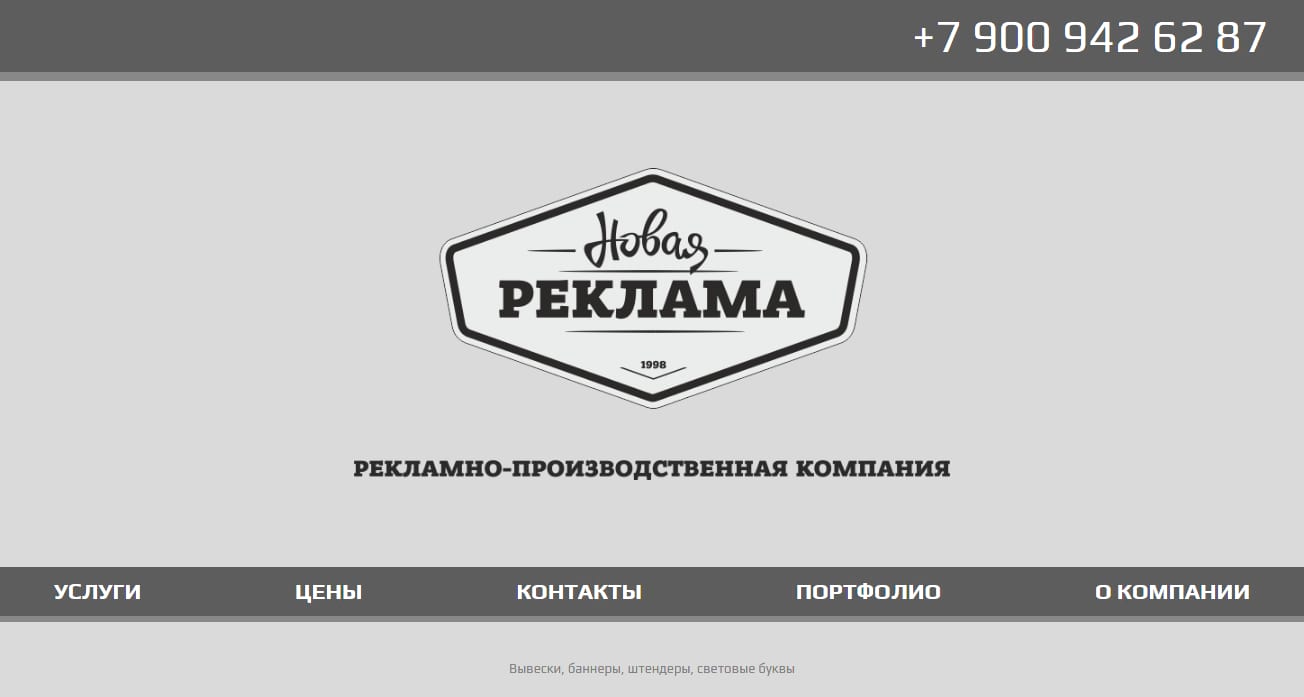 +7 900 942 62 87
Новая
РЕКЛАМА
1998
РЕКЛАМНО-ПРОИЗВОДСТВЕННАЯ КОМПАНИЯ
УСЛУГИ ЦЕНЫ КОНТАКТЫ ПОРТФОЛИО О КОМПАНИИ
Вывески, баннеры, штендеры, световые буквы